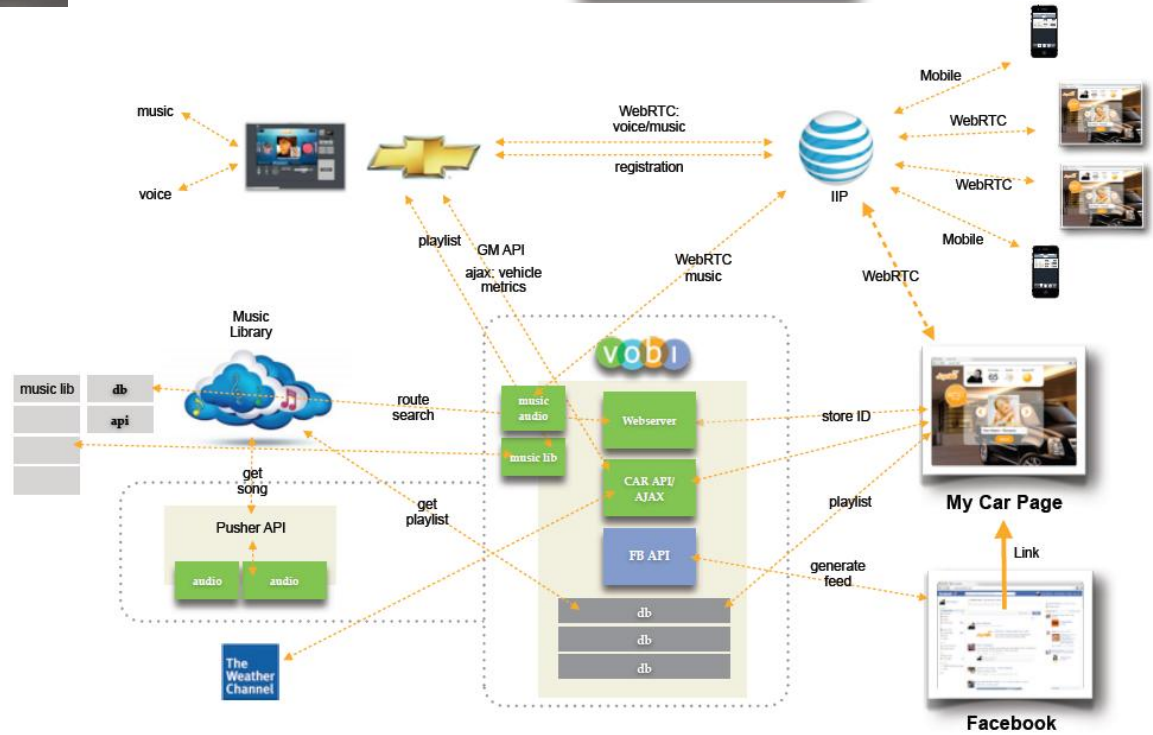 music
voice
WebRTC:
voice/music
registration
IIP
Mobile
WebRTC
WebRTC
Mobile
playlist
GM API
ajax: vehicle
metrics
WebRTC
music
WebRTC
Music
Library
vobi
music lib
db
api
route
search
music
audio
Webserver
store ID
music lib
CAR API/
AJAX
get
song
get
playlist
playlist
My Car Page
Pusher API
FB API
Link
audio
audio
generate
feed
db
db
db
The
Weather
Channel
Facebook